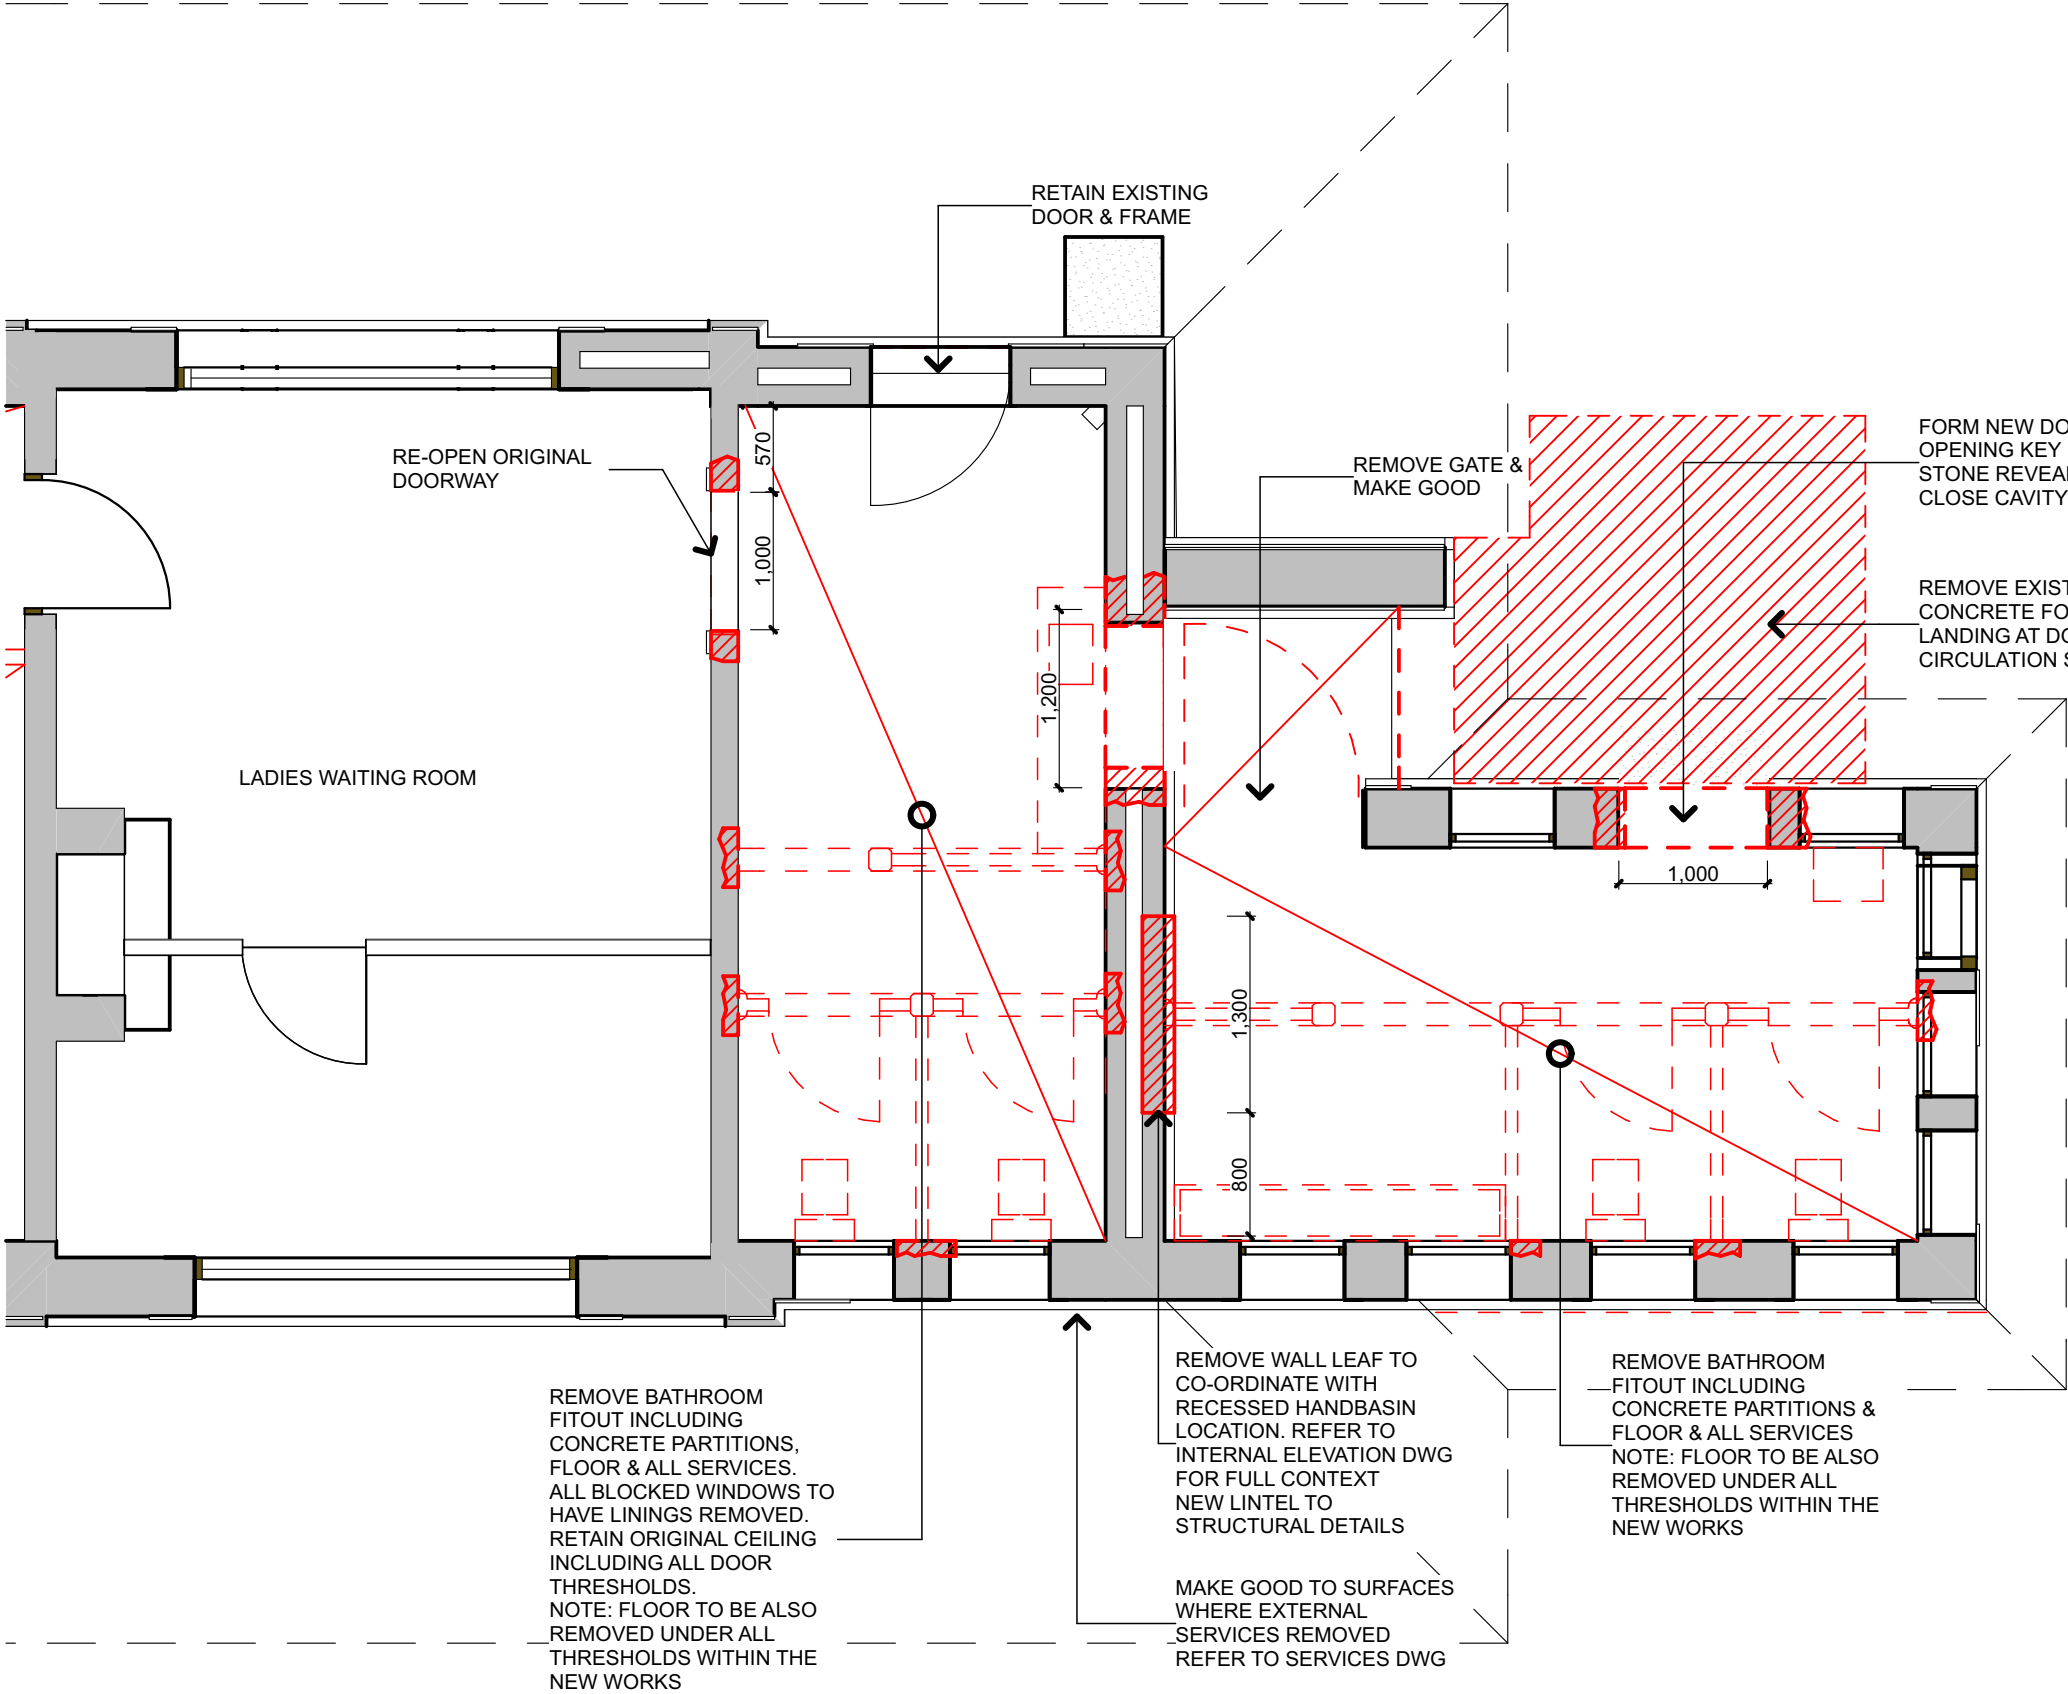 RETAIN EXISTING
DOOR & FRAME
RE-OPEN ORIGINAL
DOORWAY
570
1,000
REMOVE GATE &
MAKE GOOD
FORM NEW DO
OPENING KEY
STONE REVEA
CLOSE CAVITY
REMOVE EXIST
CONCRETE FO
LANDING AT DO
CIRCULATION S
1,200
LADIES WAITING ROOM
1,000
1,300
800
REMOVE BATHROOM
FITOUT INCLUDING
CONCRETE PARTITIONS,
FLOOR & ALL SERVICES.
ALL BLOCKED WINDOWS TO
HAVE LININGS REMOVED.
RETAIN ORIGINAL CEILING
INCLUDING ALL DOOR
THRESHOLDS.
NOTE: FLOOR TO BE ALSO
REMOVED UNDER ALL
THRESHOLDS WITHIN THE
NEW WORKS
REMOVE WALL LEAF TO
CO-ORDINATE WITH
RECESSED HANDBASIN
LOCATION. REFER TO
INTERNAL ELEVATION DWG
FOR FULL CONTEXT
NEW LINTEL TO
STRUCTURAL DETAILS
MAKE GOOD TO SURFACES
WHERE EXTERNAL
SERVICES REMOVED
REFER TO SERVICES DWG
REMOVE BATHROOM
FITOUT INCLUDING
CONCRETE PARTITIONS &
FLOOR & ALL SERVICES
NOTE: FLOOR TO BE ALSO
REMOVED UNDER ALL
THRESHOLDS WITHIN THE
NEW WORKS